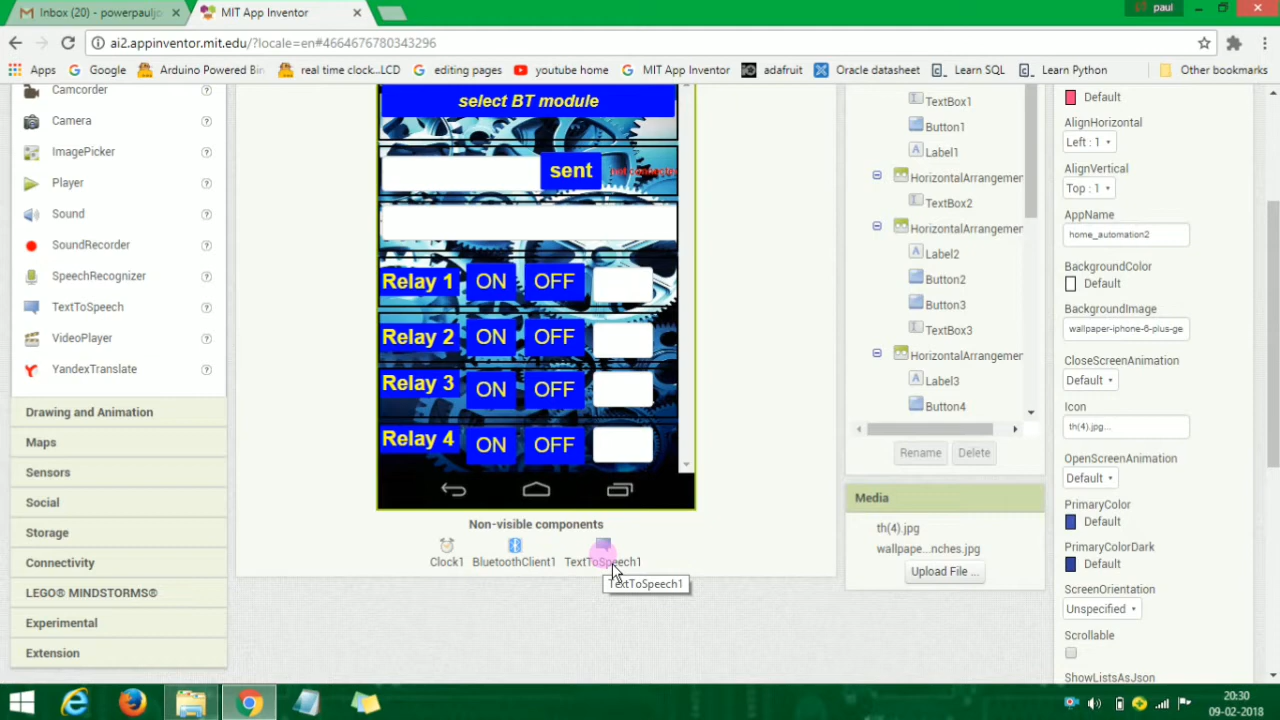 Inbox (20) - powerpauljo
MIT App Inventor
paul
ai2.appinventor.mit.edu/?locale=en#4664676780343296
Apps
Google
Arduino Powered Bin
real time clock...LCD
editing pages
youtube home
MIT App Inventor
adafruit
Oracle datasheet
Learn SQL
Learn Python
Other bookmarks
Camcorder
Camera
ImagePicker
Player
Sound
SoundRecorder
SpeechRecognizer
TextToSpeech
VideoPlayer
YandexTranslate
Drawing and Animation
Maps
Sensors
Social
Storage
Connectivity
LEGO® MINDSTORMS®
Experimental
Extension
select BT module
sent
not connected
Relay 1 ON OFF
Relay 2 ON OFF
Relay 3 ON OFF
Relay 4 ON OFF
Non-visible components
Clock1
BluetoothClient1
TextToSpeech1
TextToSpeech1
TextBox1
Button1
Label1
HorizontalArrangemer
TextBox2
HorizontalArrangemer
Label2
Button2
Button3
TextBox3
HorizontalArrangemer
Label3
Button4
Rename
Delete
Media
th(4).jpg
wallpape...nches.jpg
Upload File ...
Default
AlignHorizontal
Left : 1
AlignVertical
Top : 1
AppName
home_automation2
BackgroundColor
Default
BackgroundImage
wallpaper-iphone-6-plus-ge
CloseScreenAnimation
Default
Icon
th(4).jpg...
OpenScreenAnimation
Default
PrimaryColor
Default
PrimaryColorDark
Default
ScreenOrientation
Unspecified
Scrollable
ShowListsAsJson
20:30
09-02-2018